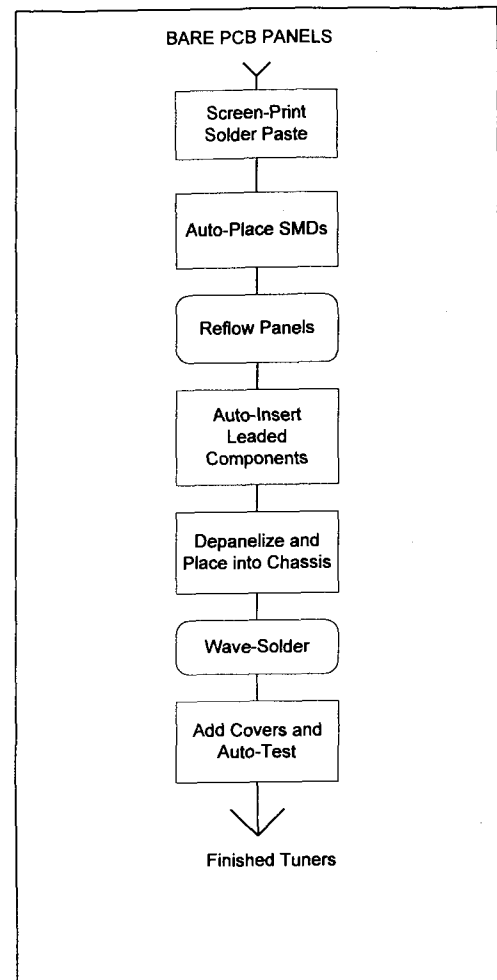 BARE PCB PANELS
Screen-Print
Solder Paste
Auto-Place SMDs
Reflow Panels
Auto-Insert
Leaded
Components
Depanelize and
Place into Chassis
Wave-Solder
Add Covers and
Auto-Test
Finished Tuners